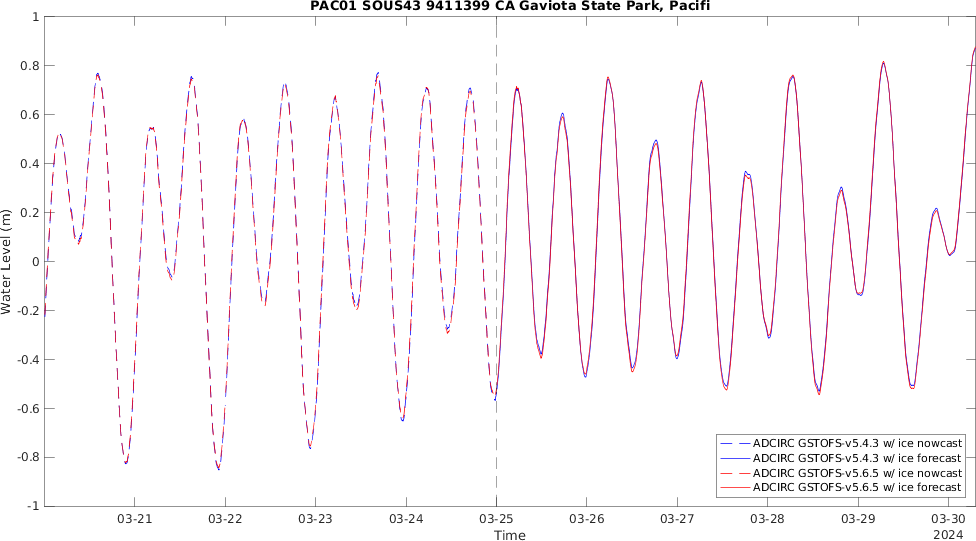 PAC01 SOUS43 9411399 CA Gaviota State Park, Pacifi
1
0.8
0.6
0.4
0.2
0
-0.2
-0.4
-0.6
-0.8
-1
Water Level (m)
ADCIRC GSTOFS-v5.4.3 w/ ice nowcast
ADCIRC GSTOFS-v5.4.3 w/ ice forecast
ADCIRC GSTOFS-v5.6.5 w/ ice nowcast
ADCIRC GSTOFS-v5.6.5 w/ ice forecast
03-21 03-22 03-23 03-24 03-25 03-26 03-27 03-28 03-29 03-30
Time 2024